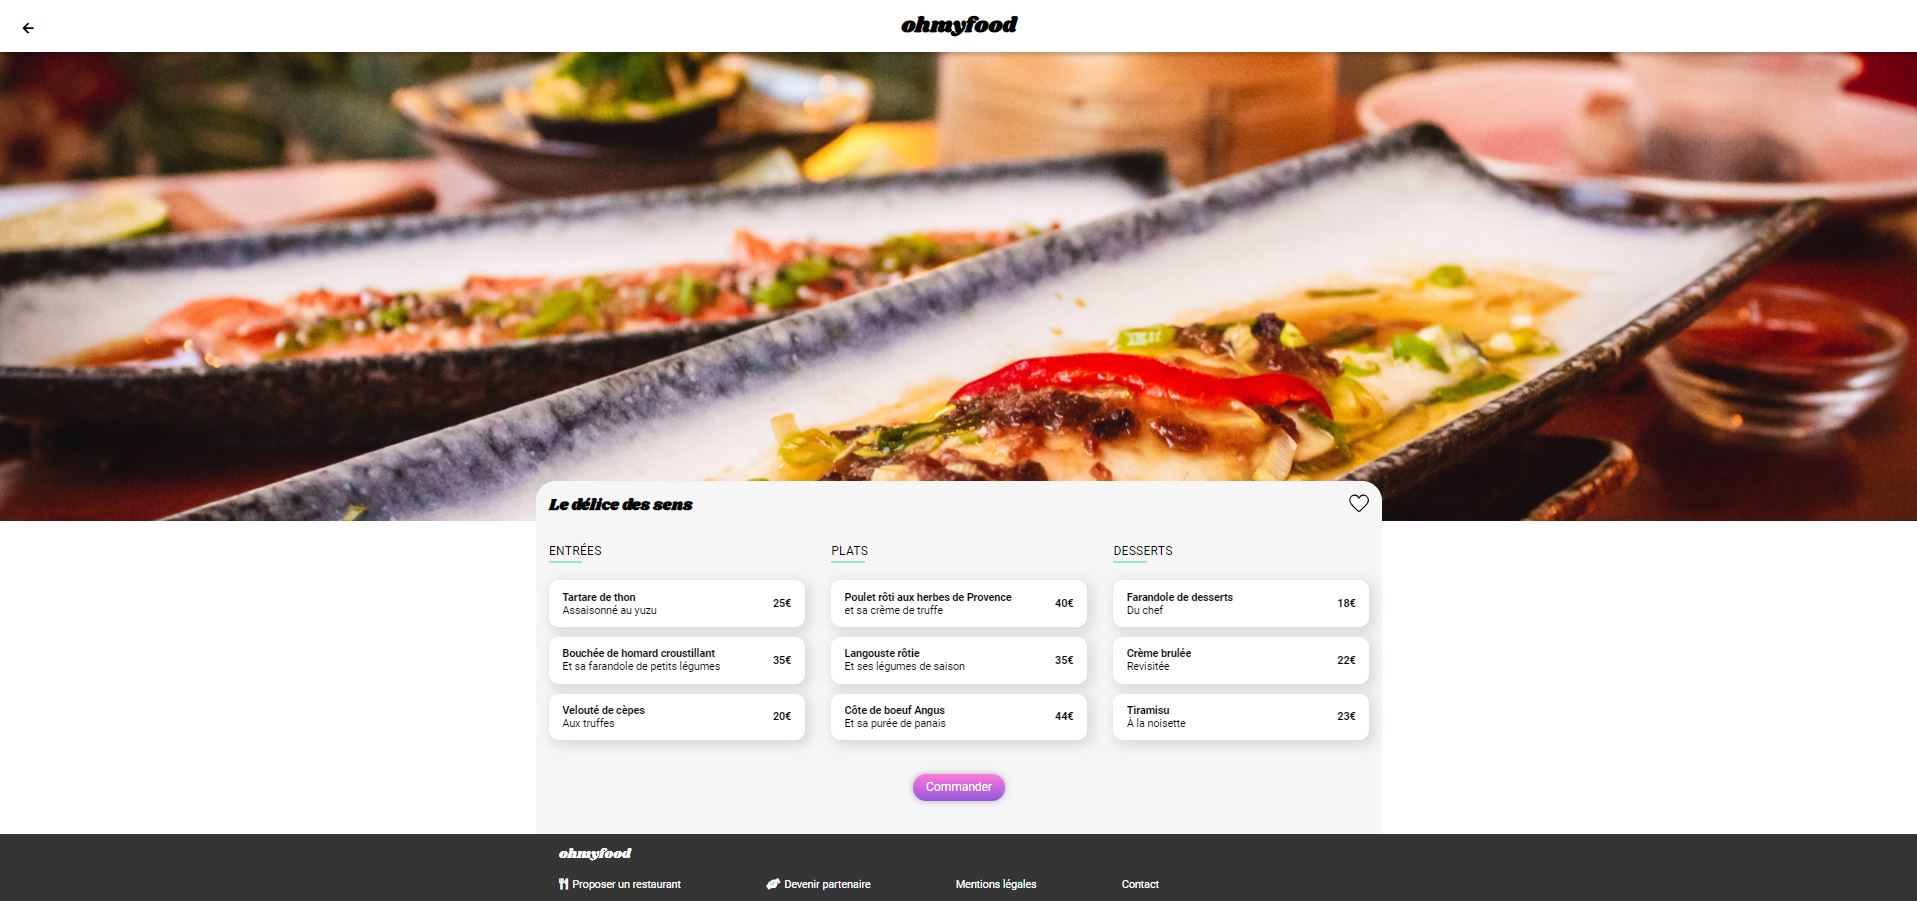 ohmyfood
Le délice des sens
ENTRÉES
Tartare de thon
Assaisonné au yuzu
25€
Bouchée de homard croustillant
Et sa farandole de petits légumes
35€
Velouté de cèpes
Aux truffes
20€
PLATS
Poulet rôti aux herbes de Provence
et sa crème de truffe
40€
Langouste rôtie
Et ses légumes de saison
35€
Côte de boeuf Angus
Et sa purée de panais
44€
DESSERTS
Farandole de desserts
Du chef
18€
Crème brulée
Revisitée
22€
Tiramisu
À la noisette
23€
Commander
ohmyfood
Proposer un restaurant
Devenir partenaire
Mentions légales
Contact